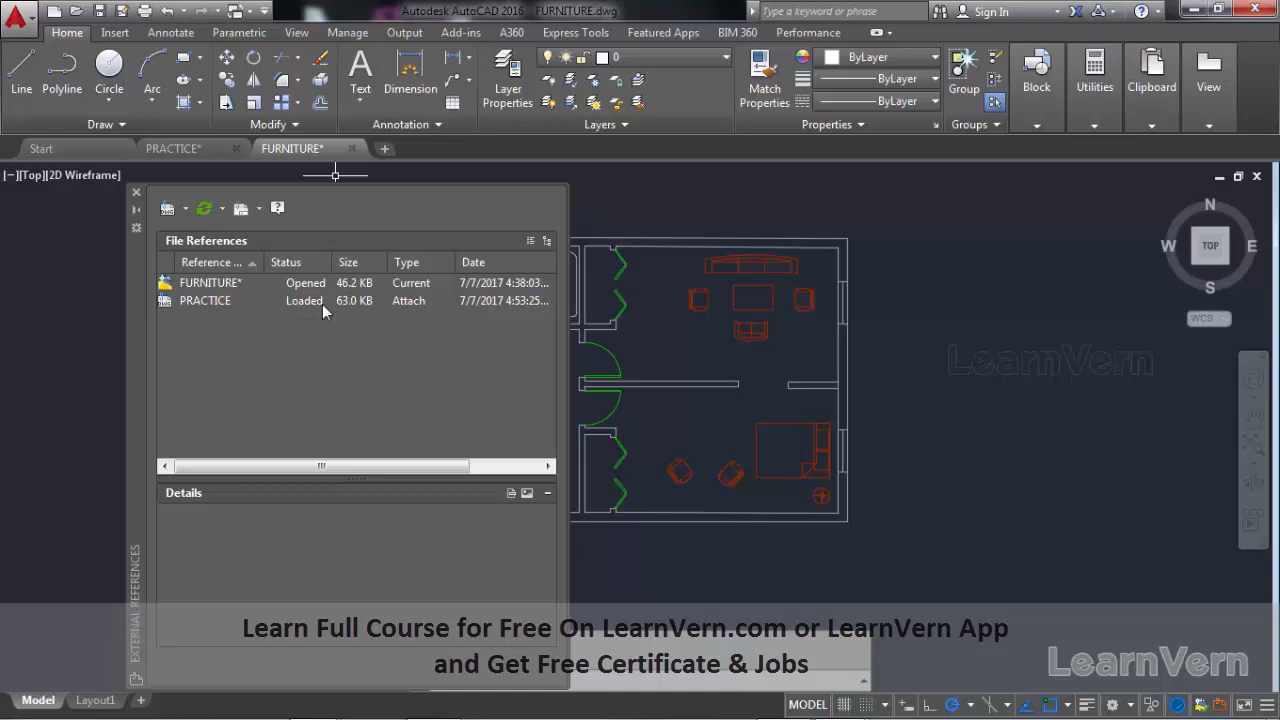 Autodesk AutoCAD 2016 FURNITURE.dwg
Type a keyword or phrase
Sign In
Home Insert Annotate Parametric View Manage Output Add-ins A360 Express Tools Featured Apps BIM 360 Performance
Line
Polyline
Circle
Arc
Text
Dimension
Layer
Properties
0
Match
Properties
ByLayer
ByLayer
ByLayer
Group
Block
Utilities
Clipboard
View
Draw
Modify
Annotation
Layers
Properties
Groups
Start PRACTICE* FURNITURE*
[−][Top][2D Wireframe]
N
W TOP E
S
WCS
File References
Reference ... Status Size Type Date
FURNITURE* Opened 46.2 KB Current 7/7/2017 4:38:03...
PRACTICE Loaded 63.0 KB Attach 7/7/2017 4:53:25...
LearnVern
Details
EXTERNAL REFERENCES
Learn Full Course for Free On LearnVern.com or LearnVern App
and Get Free Certificate & Jobs
LearnVern
Model Layout1
MODEL